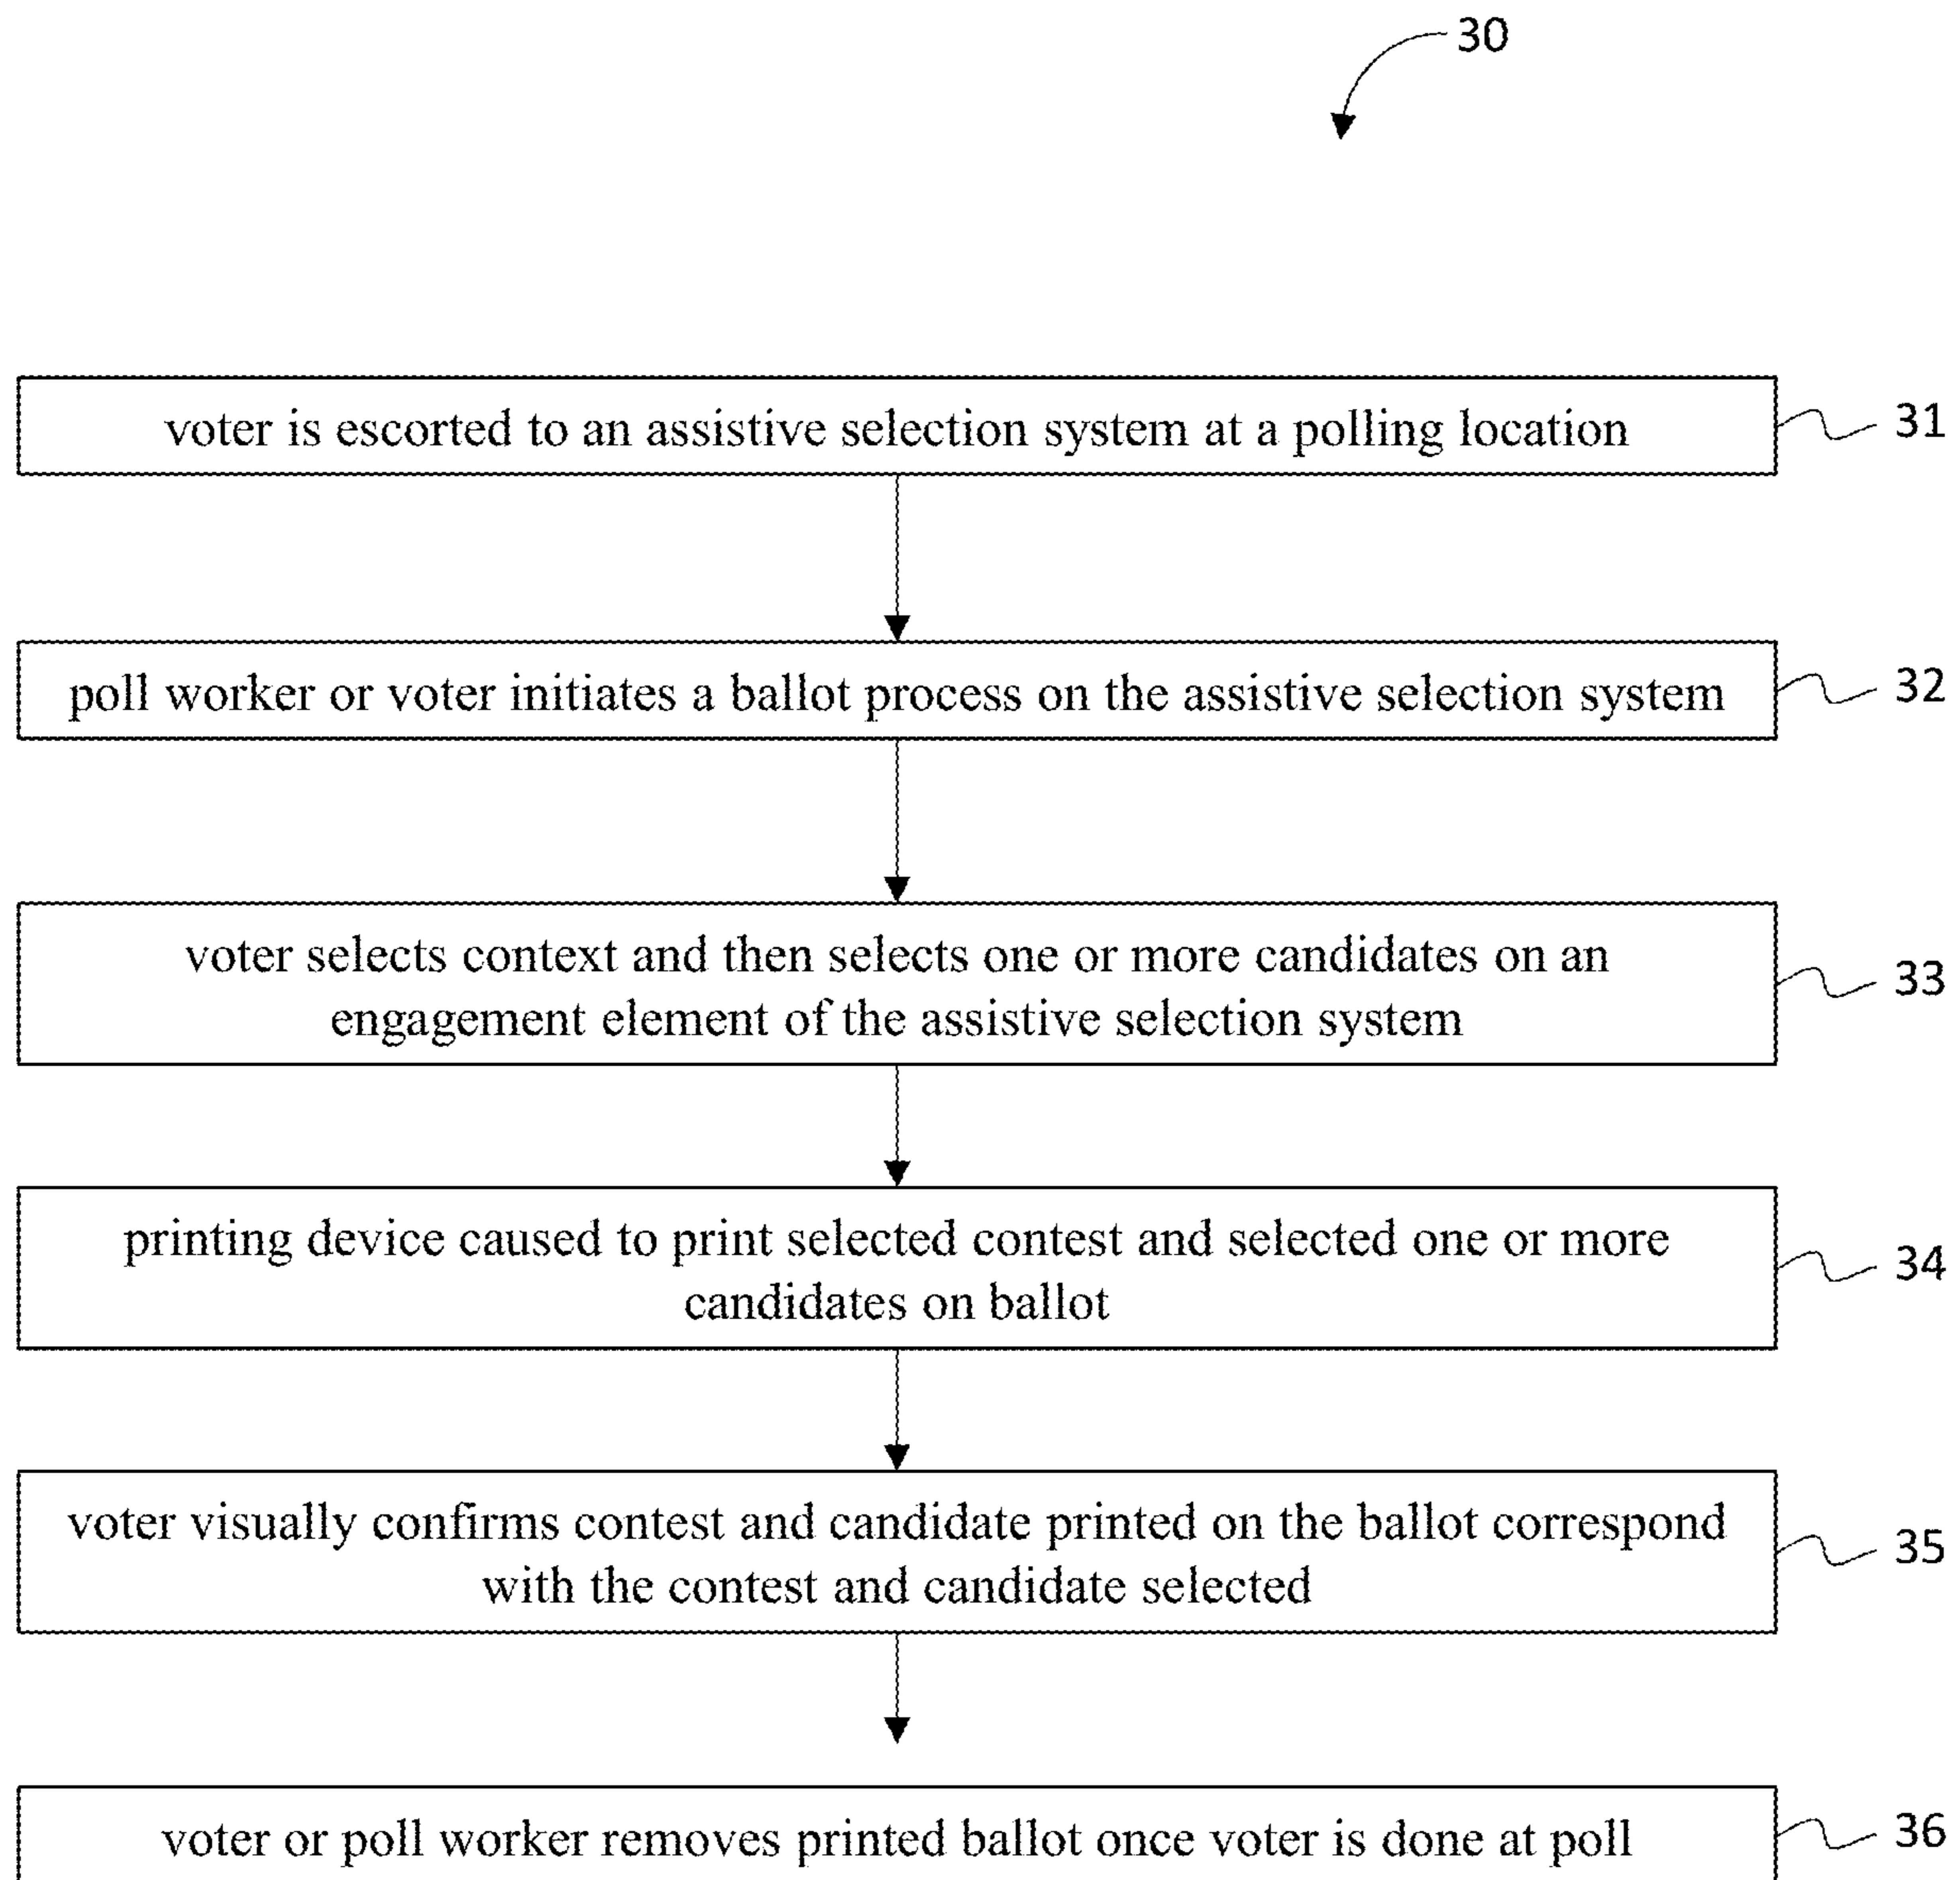 30
voter is escorted to an assistive selection system at a polling location
31
poll worker or voter initiates a ballot process on the assistive selection system
32
voter selects context and then selects one or more candidates on an
engagement element of the assistive selection system
33
printing device caused to print selected contest and selected one or more
candidates on ballot
34
voter visually confirms contest and candidate printed on the ballot correspond
with the contest and candidate selected
35
voter or poll worker removes printed ballot once voter is done at poll
36